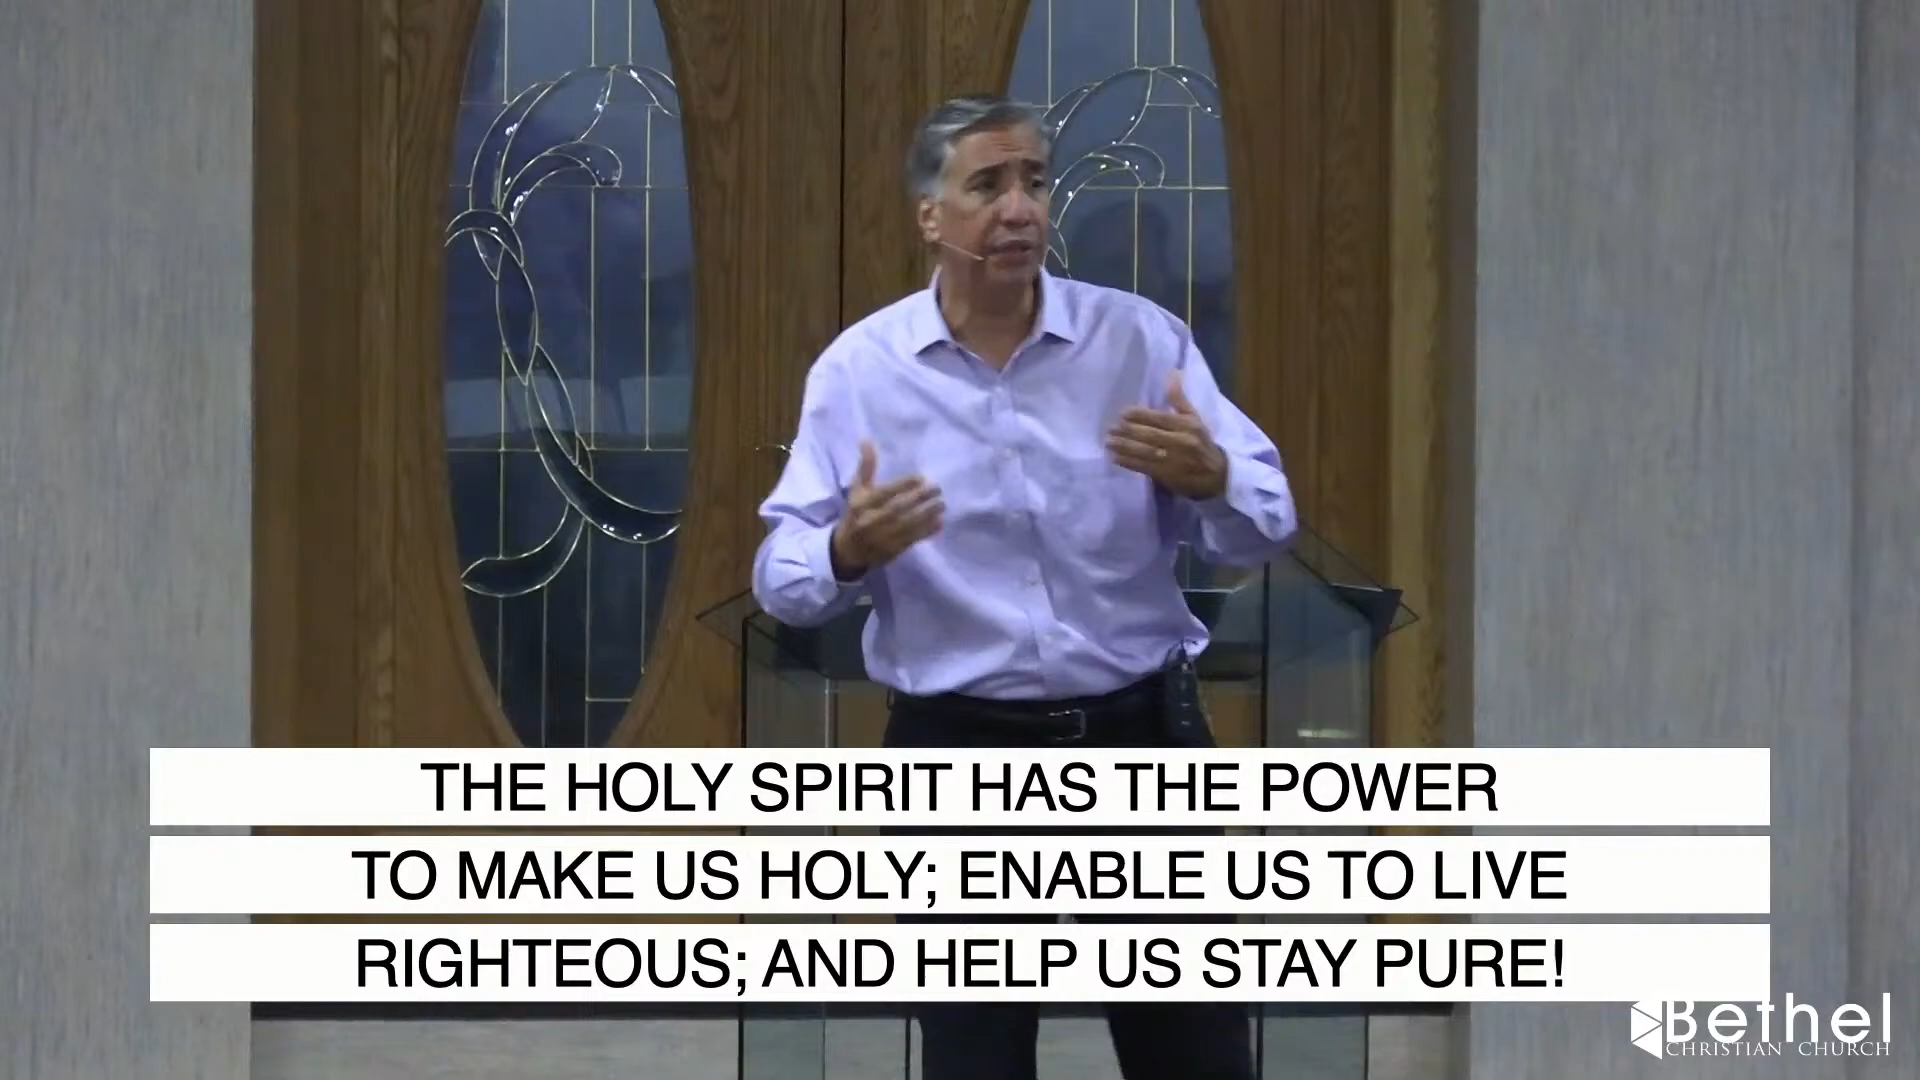 THE HOLY SPIRIT HAS THE POWER
TO MAKE US HOLY; ENABLE US TO LIVE
RIGHTEOUS; AND HELP US STAY PURE!
Bethel
CHRISTIAN CHURCH